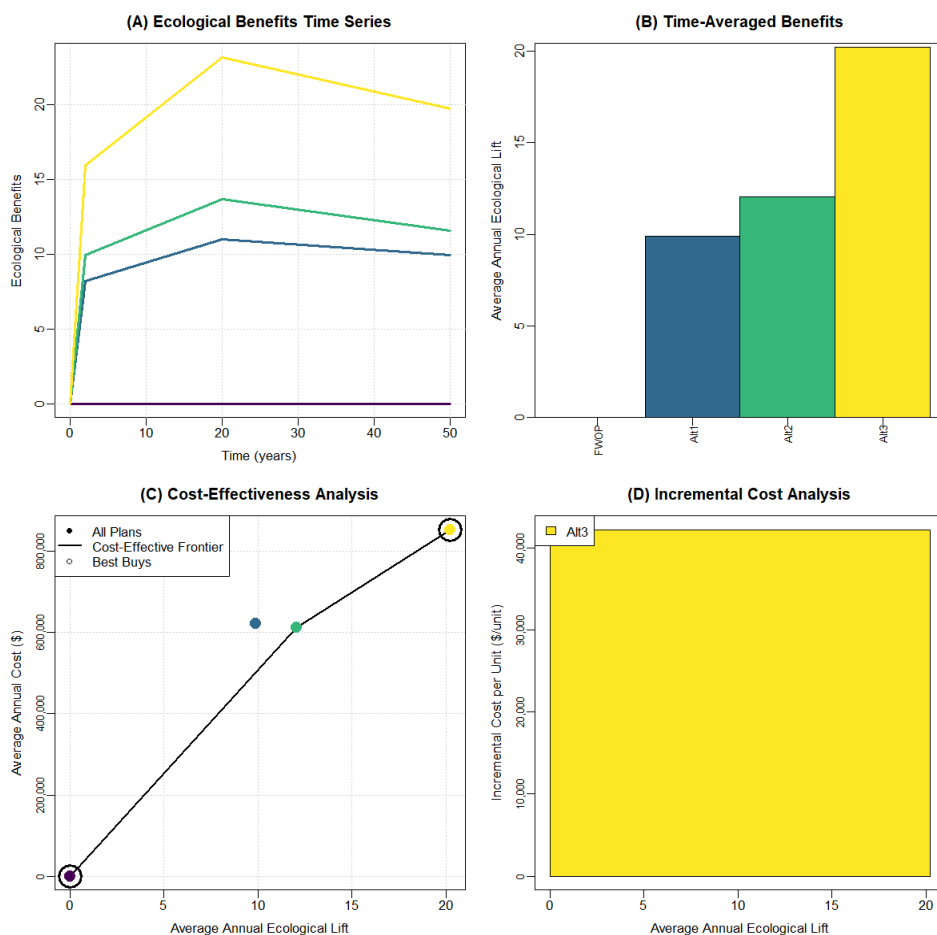 (A) Ecological Benefits Time Series
Ecological Benefits
20
15
10
5
0
0 10 20 30 40 50
Time (years)
(B) Time-Averaged Benefits
Average Annual Ecological Lift
20
15
10
5
0
FWOP Alt1 Alt2 Alt3
(C) Cost-Effectiveness Analysis
All Plans
Cost-Effective Frontier
Best Buys
Average Annual Cost ($)
800,000
600,000
400,000
200,000
0
0 5 10 15 20
Average Annual Ecological Lift
(D) Incremental Cost Analysis
Alt3
Incremental Cost per Unit ($/unit)
40,000
30,000
20,000
10,000
0
0 5 10 15 20
Average Annual Ecological Lift